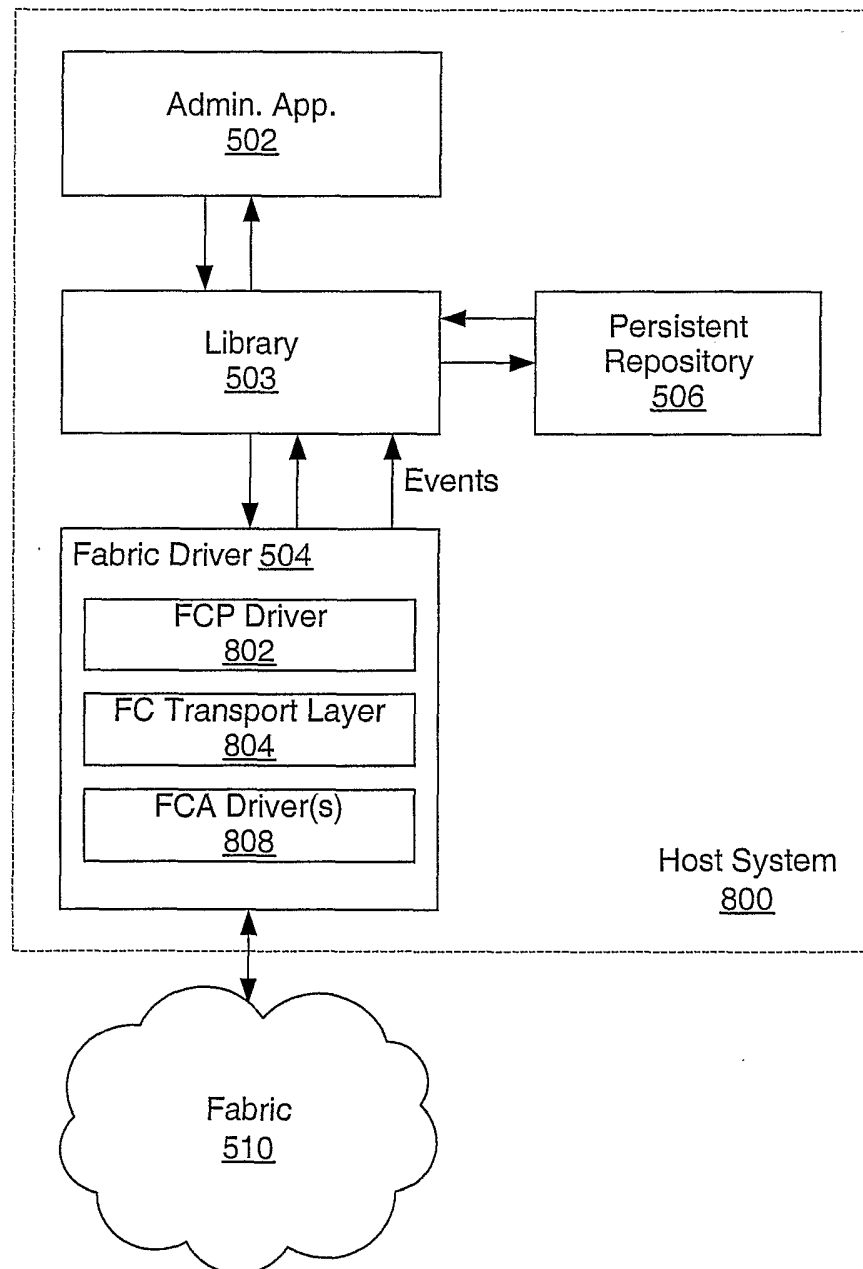 Admin. App.
502
Library
503
Persistent
Repository
506
Events
Fabric Driver 504
FCP Driver
802
FC Transport Layer
804
FCA Driver(s)
808
Host System
800
Fabric
510